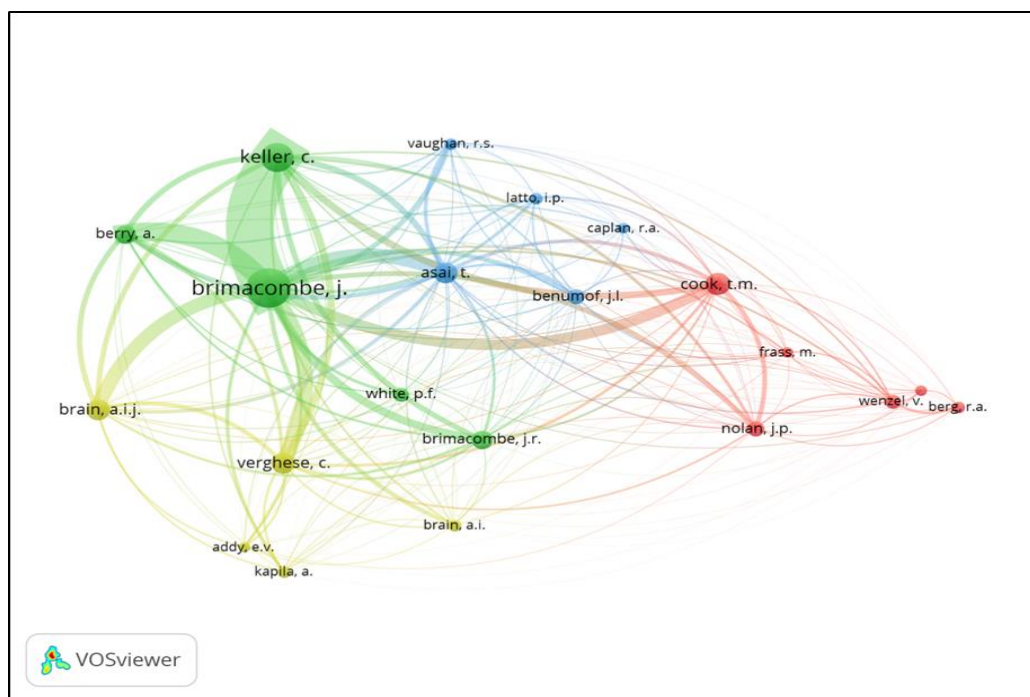 vaughan, r.s.
keller, c.
latto, i.p.
caplan, r.a.
berry, a.
asai, t.
brimacombe, j.
cook, t.m.
benumof, j.l.
frass, m.
white, p.f.
wenzel, v.
berg, r.a.
brain, a.i.j.
nolan, j.p.
brimacombe, j.r.
verghese, c.
brain, a.i.
addy, e.v.
kapila, a.
VOSviewer